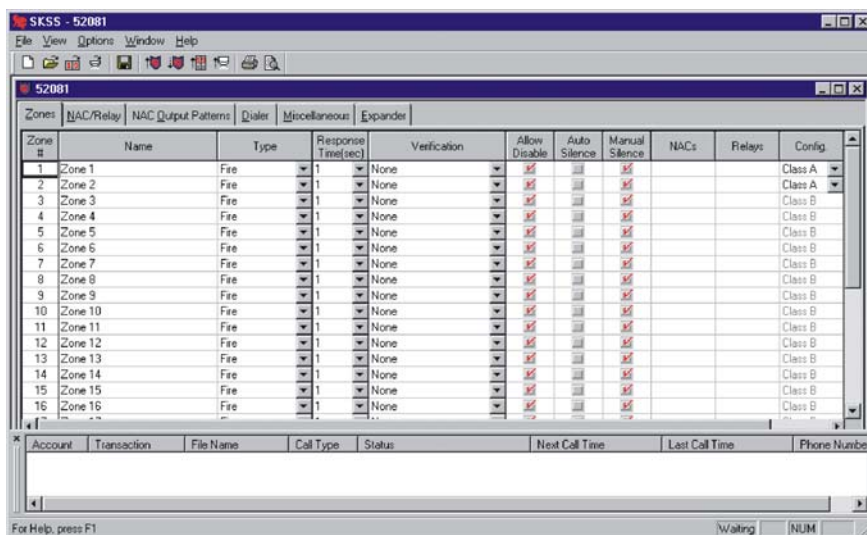 SKSS - 52081
File View Options Window Help
52081
Zones NAC/Relay NAC Output Patterns Dialer Miscellaneous Expander
Zone # Name Type Response Time(sec) Verification Allow Disable Auto Silence Manual Silence NACs Relays Config.
1 Zone 1 Fire 1 None Class A
2 Zone 2 Fire 1 None Class A
3 Zone 3 Fire 1 None Class B
4 Zone 4 Fire 1 None Class B
5 Zone 5 Fire 1 None Class B
6 Zone 6 Fire 1 None Class B
7 Zone 7 Fire 1 None Class B
8 Zone 8 Fire 1 None Class B
9 Zone 9 Fire 1 None Class B
10 Zone 10 Fire 1 None Class B
11 Zone 11 Fire 1 None Class B
12 Zone 12 Fire 1 None Class B
13 Zone 13 Fire 1 None Class B
14 Zone 14 Fire 1 None Class B
15 Zone 15 Fire 1 None Class B
16 Zone 16 Fire 1 None Class B
Account Transaction File Name Call Type Status Next Call Time Last Call Time Phone Numbe
For Help, press F1 Waiting NUM